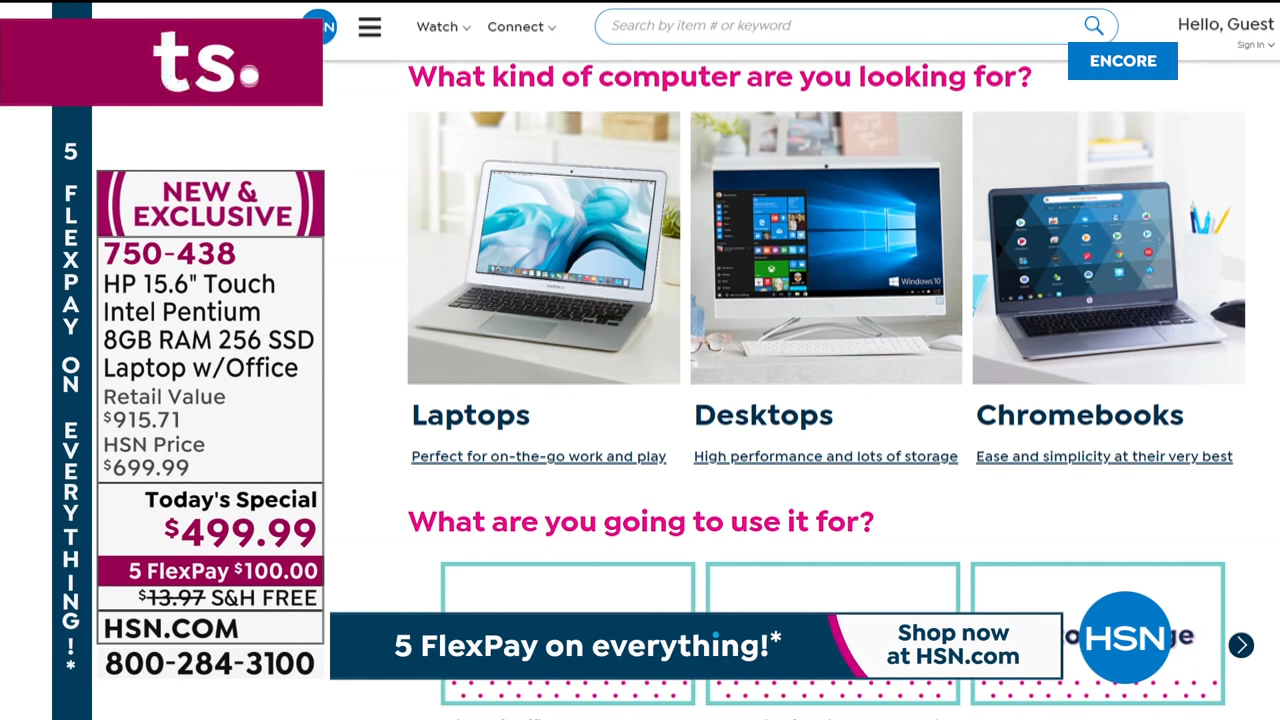 ts.
5 FLEXPAY ON EVERYTHING!*
NEW &
EXCLUSIVE
750-438
HP 15.6" Touch
Intel Pentium
8GB RAM 256 SSD
Laptop w/Office
Retail Value
$915.71
HSN Price
$699.99
Today's Special
$499.99
5 FlexPay $100.00
$13.97 S&H FREE
HSN.COM
800-284-3100
Watch
Connect
Search by item # or keyword
Hello, Guest
Sign In
ENCORE
What kind of computer are you looking for?
Windows 10
Laptops
Desktops
Chromebooks
Perfect for on-the-go work and play
High performance and lots of storage
Ease and simplicity at their very best
What are you going to use it for?
5 FlexPay on everything!*
Shop now
at HSN.com
HSN